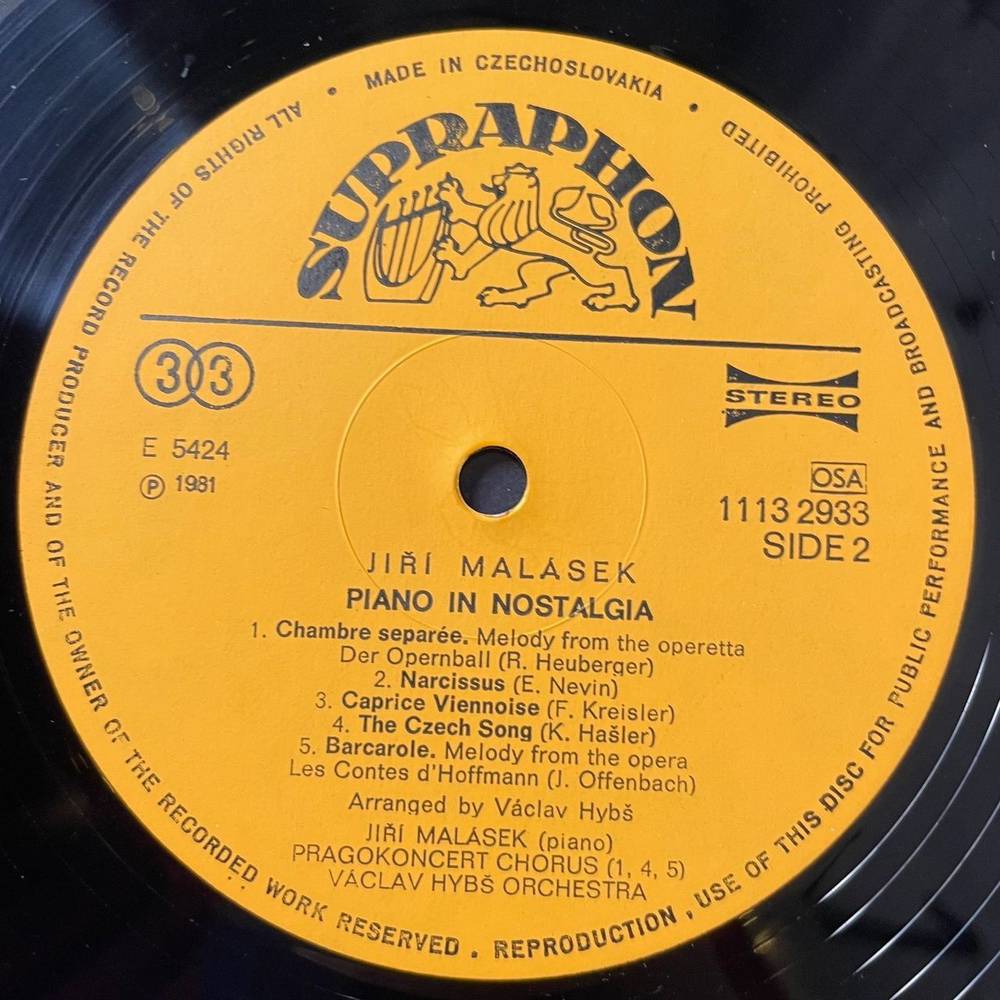 MADE IN CZECHOSLOVAKIA •
ALL RIGHTS OF THE RECORD PRODUCER AND OF THE OWNER OF THE RECORDED WORK RESERVED . REPRODUCTION , USE OF THIS DISC FOR PUBLIC PERFORMANCE AND BROADCASTING PROHIBITED •
SUPRAPHON
33
STEREO
E 5424
℗ 1981
OSA
1113 2933
SIDE 2
JIŘÍ MALÁSEK
PIANO IN NOSTALGIA
1. Chambre separée. Melody from the operetta
Der Opernball (R. Heuberger)
2. Narcissus (E. Nevin)
3. Caprice Viennoise (F. Kreisler)
4. The Czech Song (K. Hašler)
5. Barcarole. Melody from the opera
Les Contes d'Hoffmann (J. Offenbach)
Arranged by Václav Hybš
JIŘÍ MALÁSEK (piano)
PRAGOKONCERT CHORUS (1, 4, 5)
VÁCLAV HYBŠ ORCHESTRA